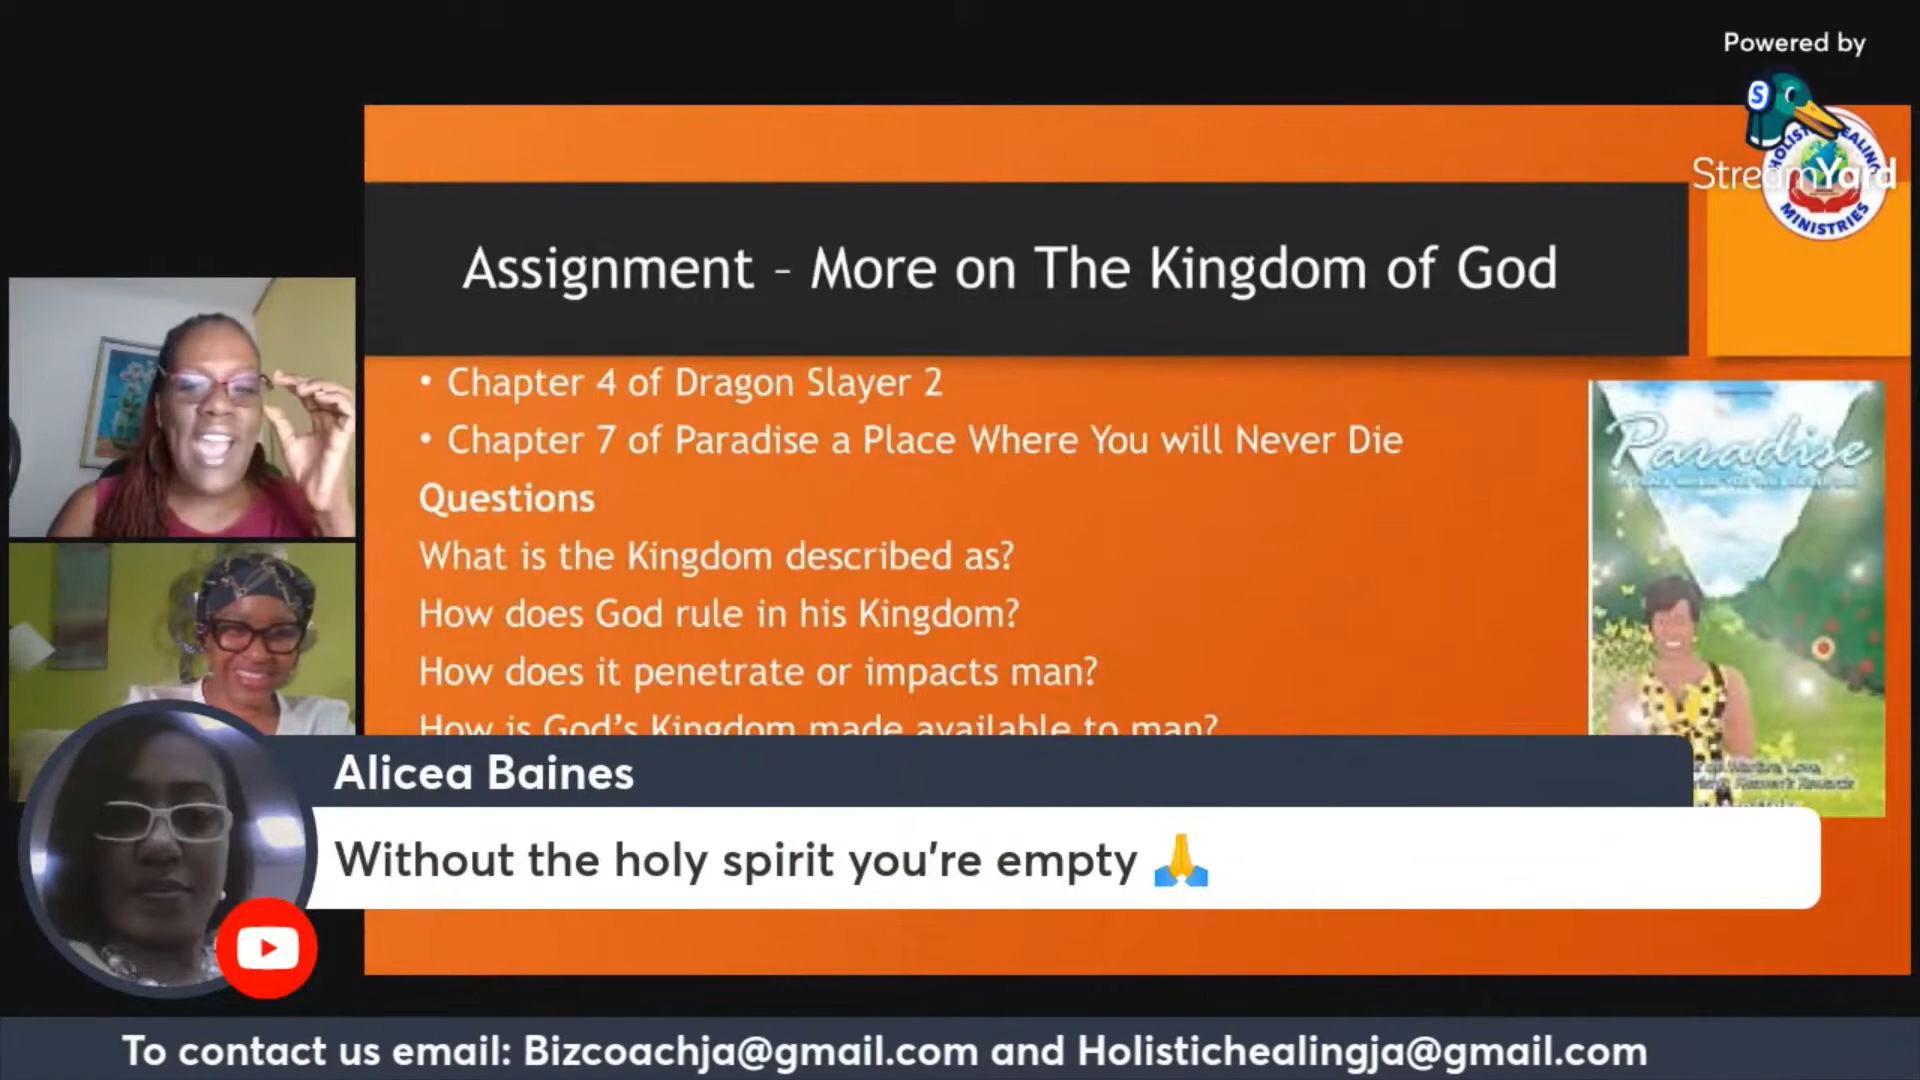 Powered by
StreamYard
HOLISTIC HEALING
MINISTRIES
Assignment – More on The Kingdom of God
• Chapter 4 of Dragon Slayer 2
• Chapter 7 of Paradise a Place Where You will Never Die
Questions
What is the Kingdom described as?
How does God rule in his Kingdom?
How does it penetrate or impacts man?
How is God's Kingdom made available to man?
Paradise
Alicea Baines
Without the holy spirit you're empty 🙏
To contact us email: Bizcoachja@gmail.com and Holistichealingja@gmail.com